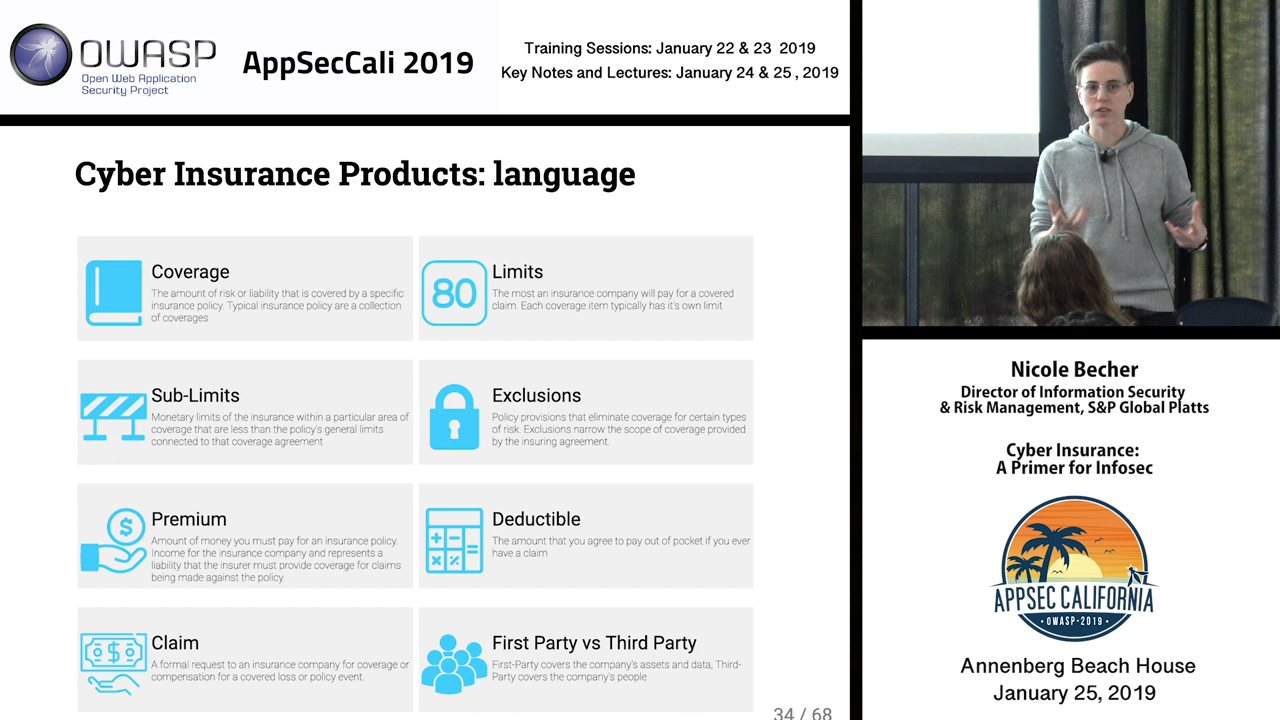 OWASP
Open Web Application
Security Project
AppSecCali 2019
Training Sessions: January 22 & 23 2019
Key Notes and Lectures: January 24 & 25 , 2019
Cyber Insurance Products: language
Coverage
The amount of risk or liability that is covered by a specific
insurance policy. Typical insurance policy are a collection
of coverages
80
Limits
The most an insurance company will pay for a covered
claim. Each coverage item typically has it's own limit
Sub-Limits
Monetary limits of the insurance within a particular area of
coverage that are less than the policy's general limits
connected to that coverage agreement
Exclusions
Policy provisions that eliminate coverage for certain types
of risk. Exclusions narrow the scope of coverage provided
by the insuring agreement.
$
Premium
Amount of money you must pay for an insurance policy.
Income for the insurance company and represents a
liability that the insurer must provide coverage for claims
being made against the policy.
Deductible
The amount that you agree to pay out of pocket if you ever
have a claim
$
Claim
A formal request to an insurance company for coverage or
compensation for a covered loss or policy event.
First Party vs Third Party
First-Party covers the company's assets and data, Third-
Party covers the company's people
34 / 68
Nicole Becher
Director of Information Security
& Risk Management, S&P Global Platts
Cyber Insurance:
A Primer for Infosec
APPSEC CALIFORNIA
· OWASP-2019 ·
Annenberg Beach House
January 25, 2019